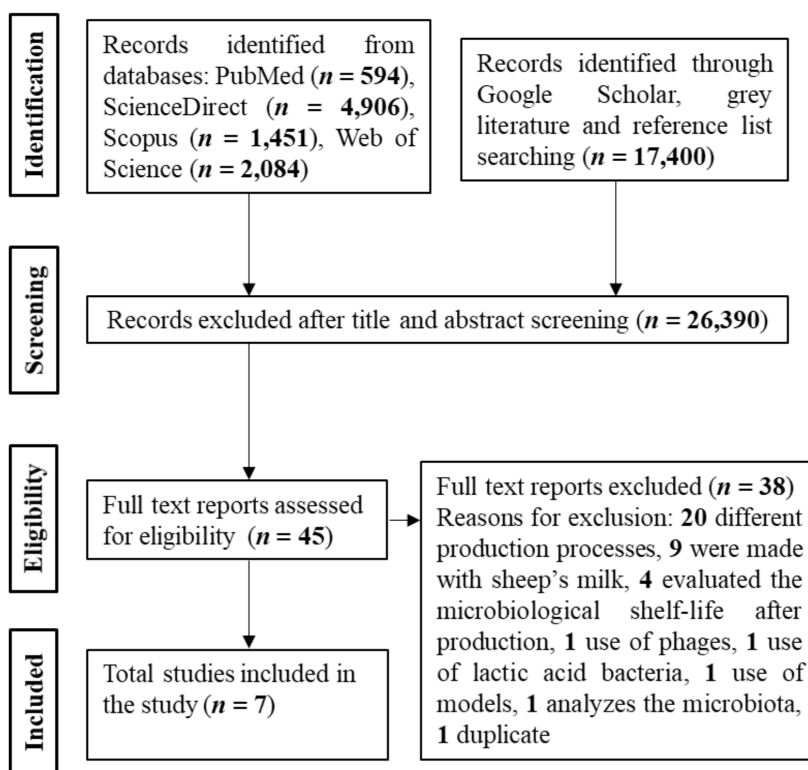 Identification
Records identified from
databases: PubMed (n = 594),
ScienceDirect (n = 4,906),
Scopus (n = 1,451), Web of
Science (n = 2,084)
Records identified through
Google Scholar, grey
literature and reference list
searching (n = 17,400)
Screening
Records excluded after title and abstract screening (n = 26,390)
Eligibility
Full text reports assessed
for eligibility (n = 45)
Full text reports excluded (n = 38)
Reasons for exclusion: 20 different
production processes, 9 were made
with sheep's milk, 4 evaluated the
microbiological shelf-life after
production, 1 use of phages, 1 use
of lactic acid bacteria, 1 use of
models, 1 analyzes the microbiota,
1 duplicate
Included
Total studies included in
the study (n = 7)